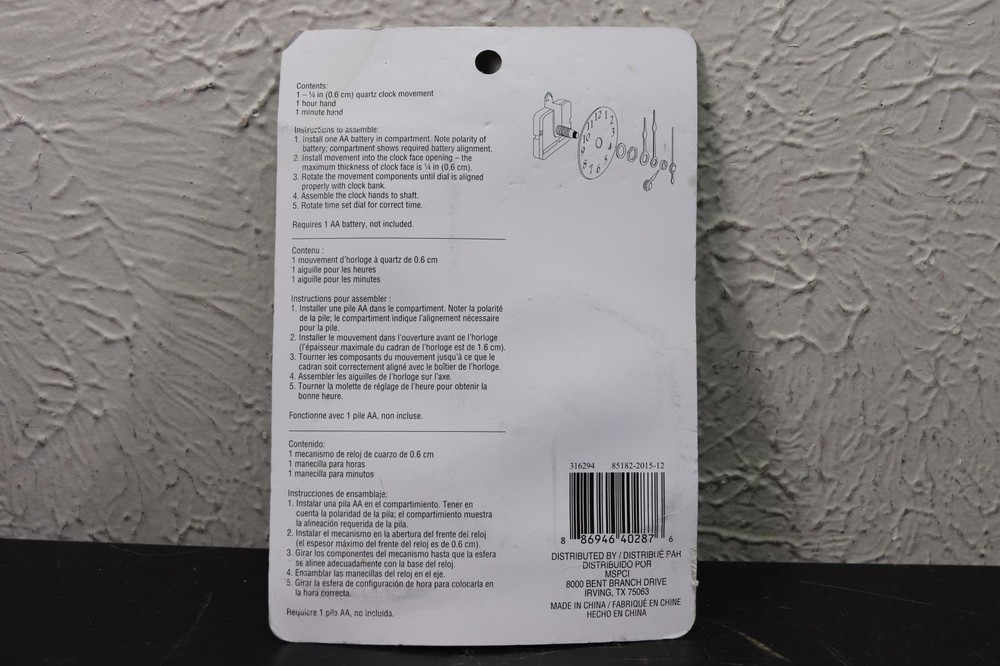 Contents:
1 – ¼ in (0.6 cm) quartz clock movement
1 hour hand
1 minute hand
Instructions to assemble:
1. Install one AA battery in compartment. Note polarity of
battery; compartment shows required battery alignment.
2. Install movement into the clock face opening – the
maximum thickness of clock face is ¼ in (0.6 cm).
3. Rotate the movement components until dial is aligned
properly with clock bank.
4. Assemble the clock hands to shaft.
5. Rotate time set dial for correct time.
Requires 1 AA battery, not included.
Contenu :
1 mouvement d'horloge à quartz de 0.6 cm
1 aiguille pour les heures
1 aiguille pour les minutes
Instructions pour assembler :
1. Installer une pile AA dans le compartiment. Noter la polarité
de la pile; le compartiment indique l'alignement nécessaire
pour la pile.
2. Installer le mouvement dans l'ouverture avant de l'horloge
(l'épaisseur maximale du cadran de l'horloge est de 1.6 cm).
3. Tourner les composants du mouvement jusqu'à ce que le
cadran soit correctement aligné avec le boîtier de l'horloge.
4. Assembler les aiguilles de l'horloge sur l'axe.
5. Tourner la molette de réglage de l'heure pour obtenir la
bonne heure.
Fonctionne avec 1 pile AA, non incluse.
Contenido:
1 mecanismo de reloj de cuarzo de 0.6 cm
1 manecilla para horas
1 manecilla para minutos
Instrucciones de ensamblaje:
1. Instalar una pila AA en el compartimiento. Tener en
cuenta la polaridad de la pila; el compartimiento muestra
la alineación requerida de la pila.
2. Instalar el mecanismo en la abertura del frente del reloj
(el espesor máximo del frente del reloj es de 0.6 cm).
3. Girar los componentes del mecanismo hasta que la esfera
se alinee adecuadamente con la base del reloj.
4. Ensamblar las manecillas del reloj en el eje.
5. Girar la esfera de configuración de hora para colocarla en
la hora correcta.
Requiere 1 pila AA, no incluida.
12 1 2 3 4 5 6 7 8 9 10 11
316294 85182-2015-12
8 86946 40287 6
DISTRIBUTED BY / DISTRIBUÉ PAR
DISTRIBUIDO POR
MSPCI
8000 BENT BRANCH DRIVE
IRVING, TX 75063
MADE IN CHINA / FABRIQUÉ EN CHINE
HECHO EN CHINA